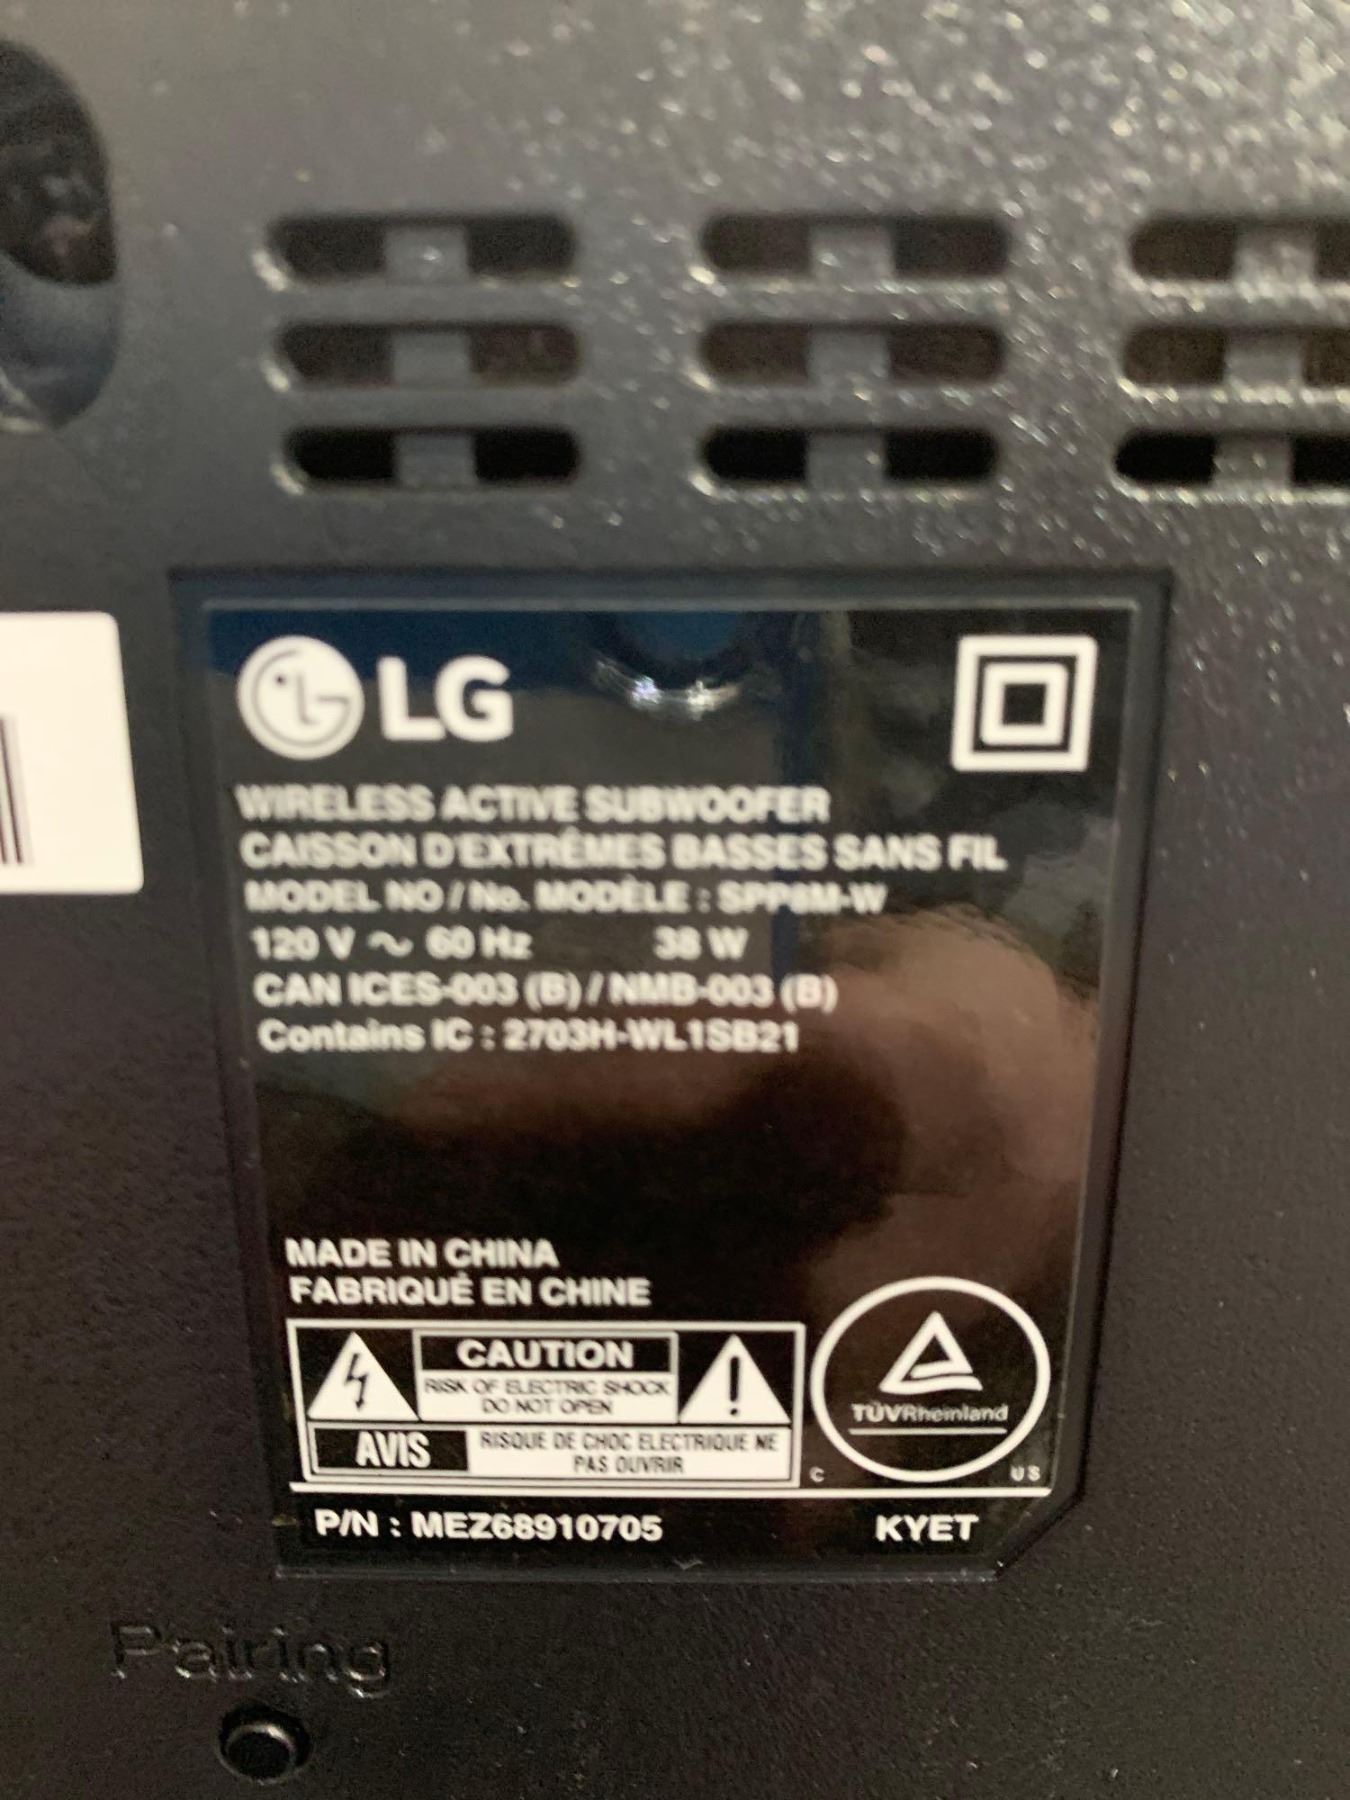 LG
WIRELESS ACTIVE SUBWOOFER
CAISSON D'EXTRÊMES BASSES SANS FIL
MODEL NO / No. MODÈLE : SPP8M-W
120 V ~ 60 Hz 38 W
CAN ICES-003 (B) / NMB-003 (B)
Contains IC : 2703H-WL1SB21
MADE IN CHINA
FABRIQUÉ EN CHINE
CAUTION
RISK OF ELECTRIC SHOCK
DO NOT OPEN
AVIS
RISQUE DE CHOC ELECTRIQUE NE
PAS OUVRIR
TÜVRheinland
C US
P/N : MEZ68910705 KYET
Pairing